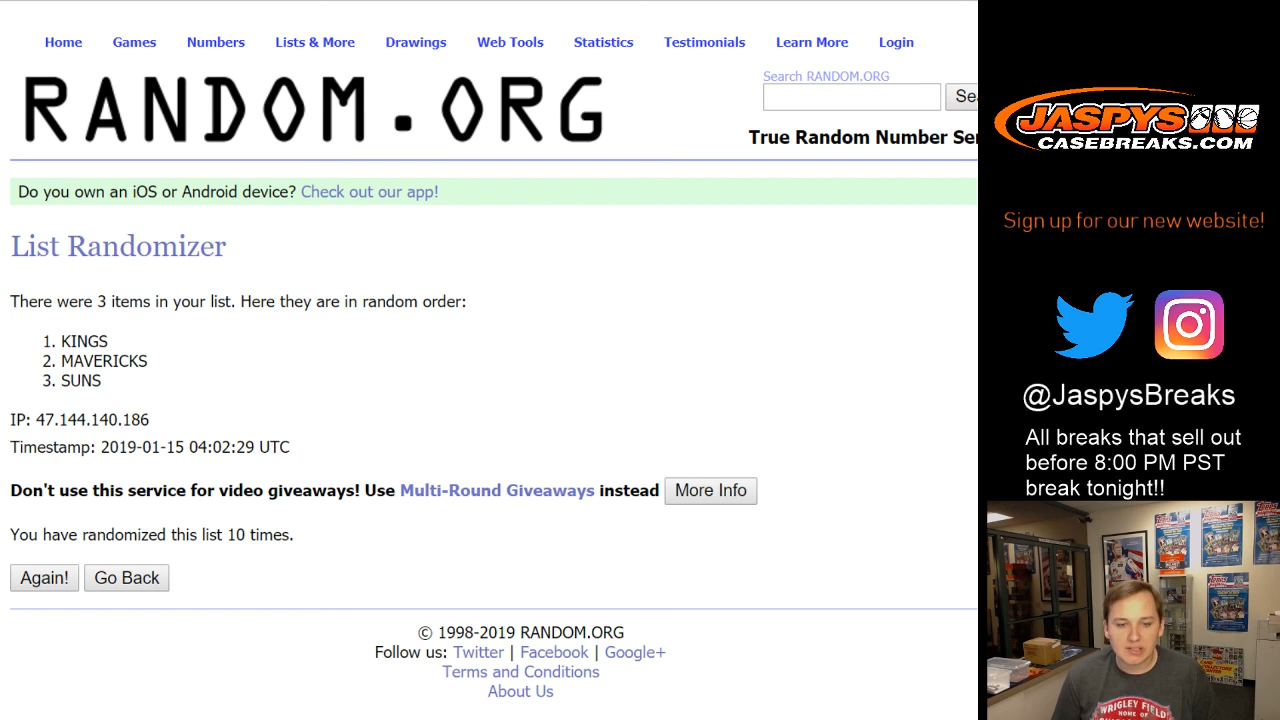 Home Games Numbers Lists & More Drawings Web Tools Statistics Testimonials Learn More Login
RANDOM.ORG
Search RANDOM.ORG
True Random Number
Do you own an iOS or Android device? Check out our app!
List Randomizer
There were 3 items in your list. Here they are in random order:
1. KINGS
2. MAVERICKS
3. SUNS
IP: 47.144.140.186
Timestamp: 2019-01-15 04:02:29 UTC
Don't use this service for video giveaways! Use Multi-Round Giveaways instead More Info
You have randomized this list 10 times.
Again! Go Back
© 1998-2019 RANDOM.ORG
Follow us: Twitter | Facebook | Google+
Terms and Conditions
About Us
JASPYS
CASEBREAKS.COM
Sign up for our new website!
@JaspysBreaks
All breaks that sell out
before 8:00 PM PST
break tonight!!
WRIGLEY FIELD
HOME OF